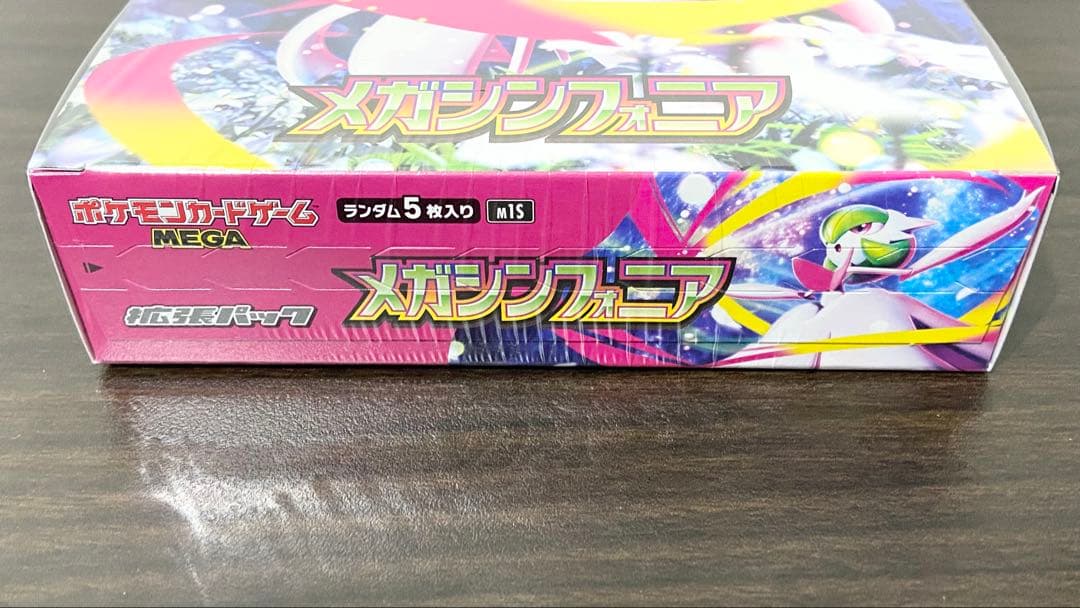 メガシンフォニア
ポケモンカードゲーム
MEGA
ランダム5枚入り M1S
メガシンフォニア
拡張パック